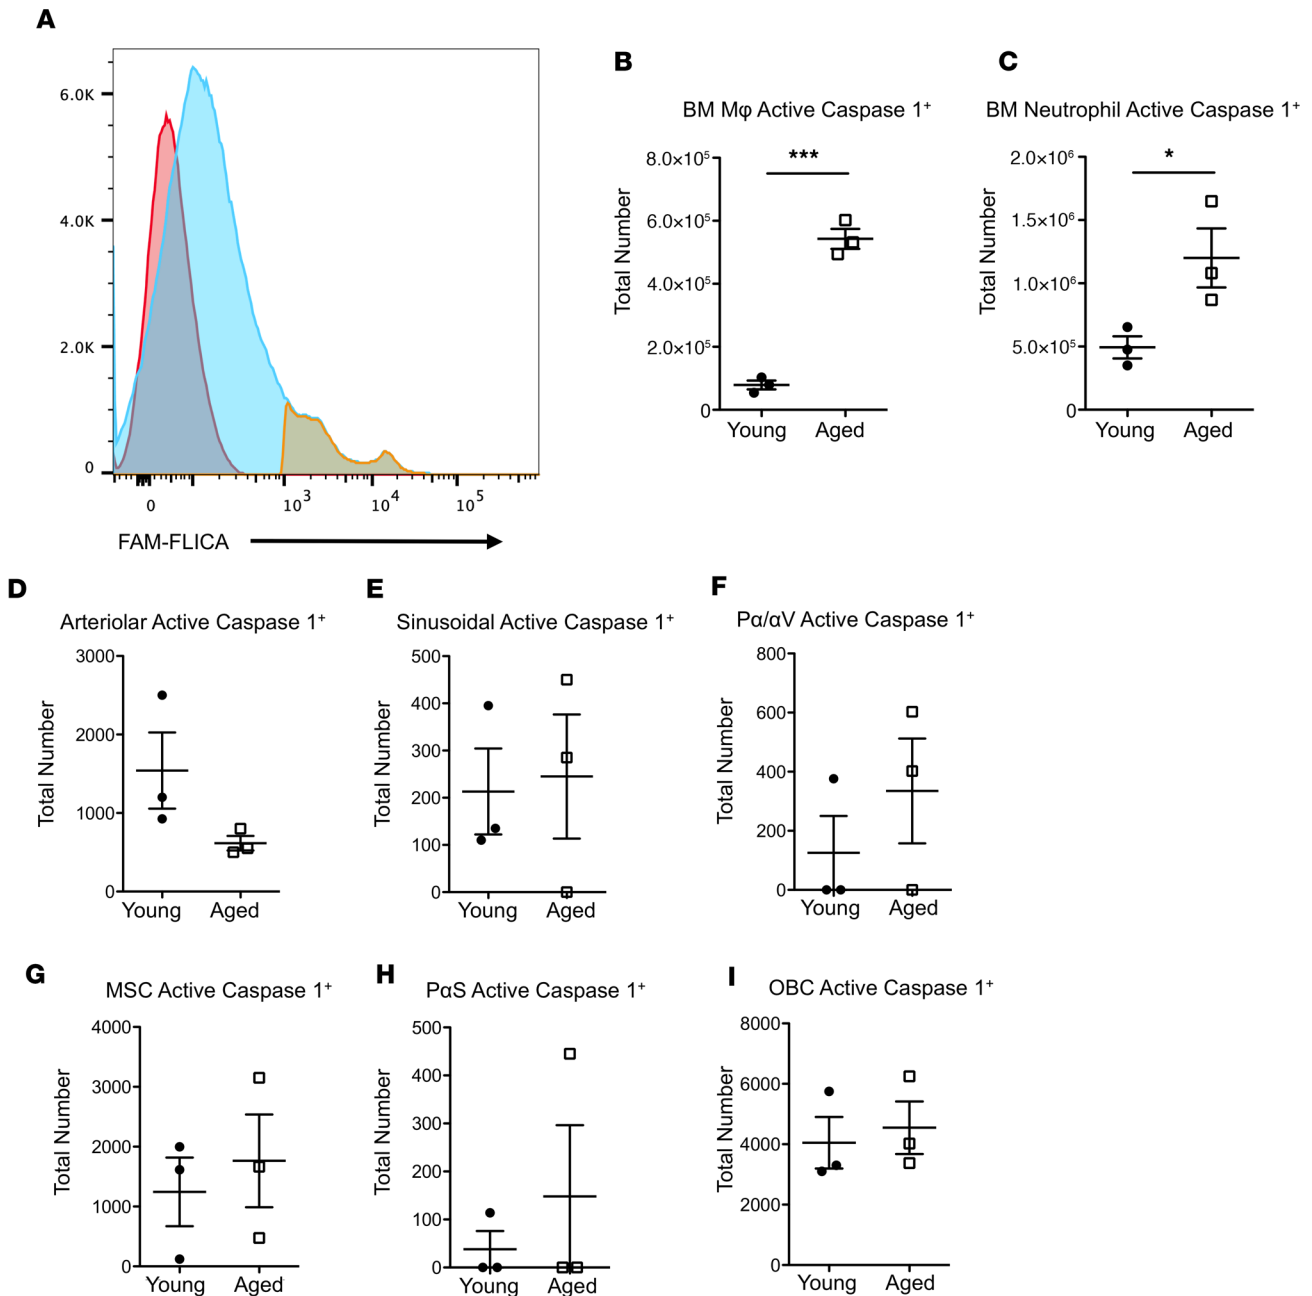 A
6.0K
4.0K
2.0K
0
0
10³
10⁴
10⁵
FAM-FLICA
B
BM Mφ Active Caspase 1⁺
Total Number
8.0×10⁵
6.0×10⁵
4.0×10⁵
2.0×10⁵
0
***
Young
Aged
C
BM Neutrophil Active Caspase 1⁺
Total Number
2.0×10⁶
1.5×10⁶
1.0×10⁶
5.0×10⁵
0
*
Young
Aged
D
Arteriolar Active Caspase 1⁺
Total Number
3000
2000
1000
0
Young
Aged
E
Sinusoidal Active Caspase 1⁺
Total Number
500
400
300
200
100
0
Young
Aged
F
Pα/αV Active Caspase 1⁺
Total Number
800
600
400
200
0
Young
Aged
G
MSC Active Caspase 1⁺
Total Number
4000
3000
2000
1000
0
Young
Aged
H
PαS Active Caspase 1⁺
Total Number
500
400
300
200
100
0
Young
Aged
I
OBC Active Caspase 1⁺
Total Number
8000
6000
4000
2000
0
Young
Aged